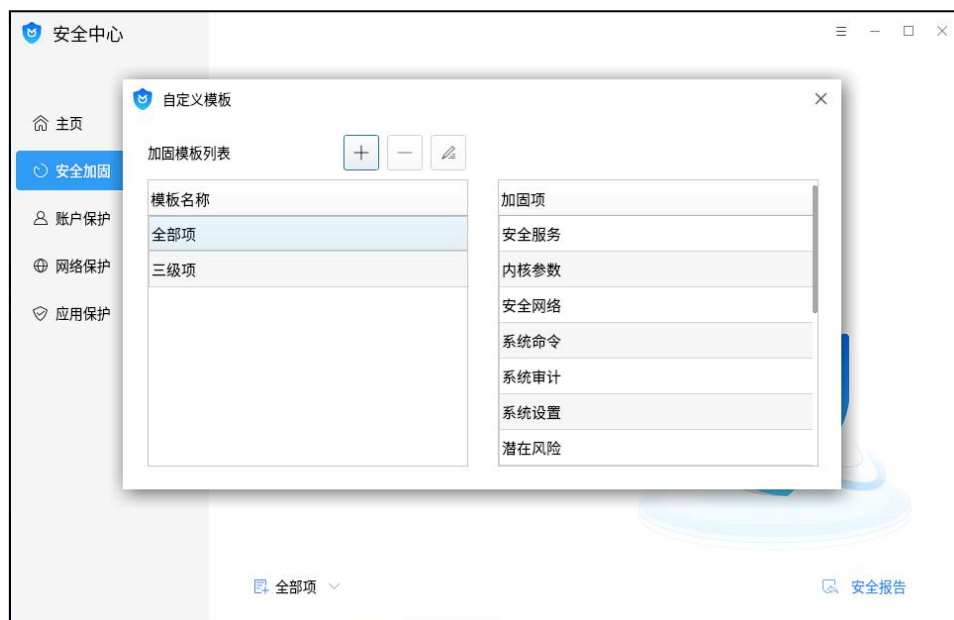 安全中心
自定义模板
主页
安全加固
账户保护
网络保护
应用保护
加固模板列表
模板名称
全部项
三级项
加固项
安全服务
内核参数
安全网络
系统命令
系统审计
系统设置
潜在风险
全部项
安全报告